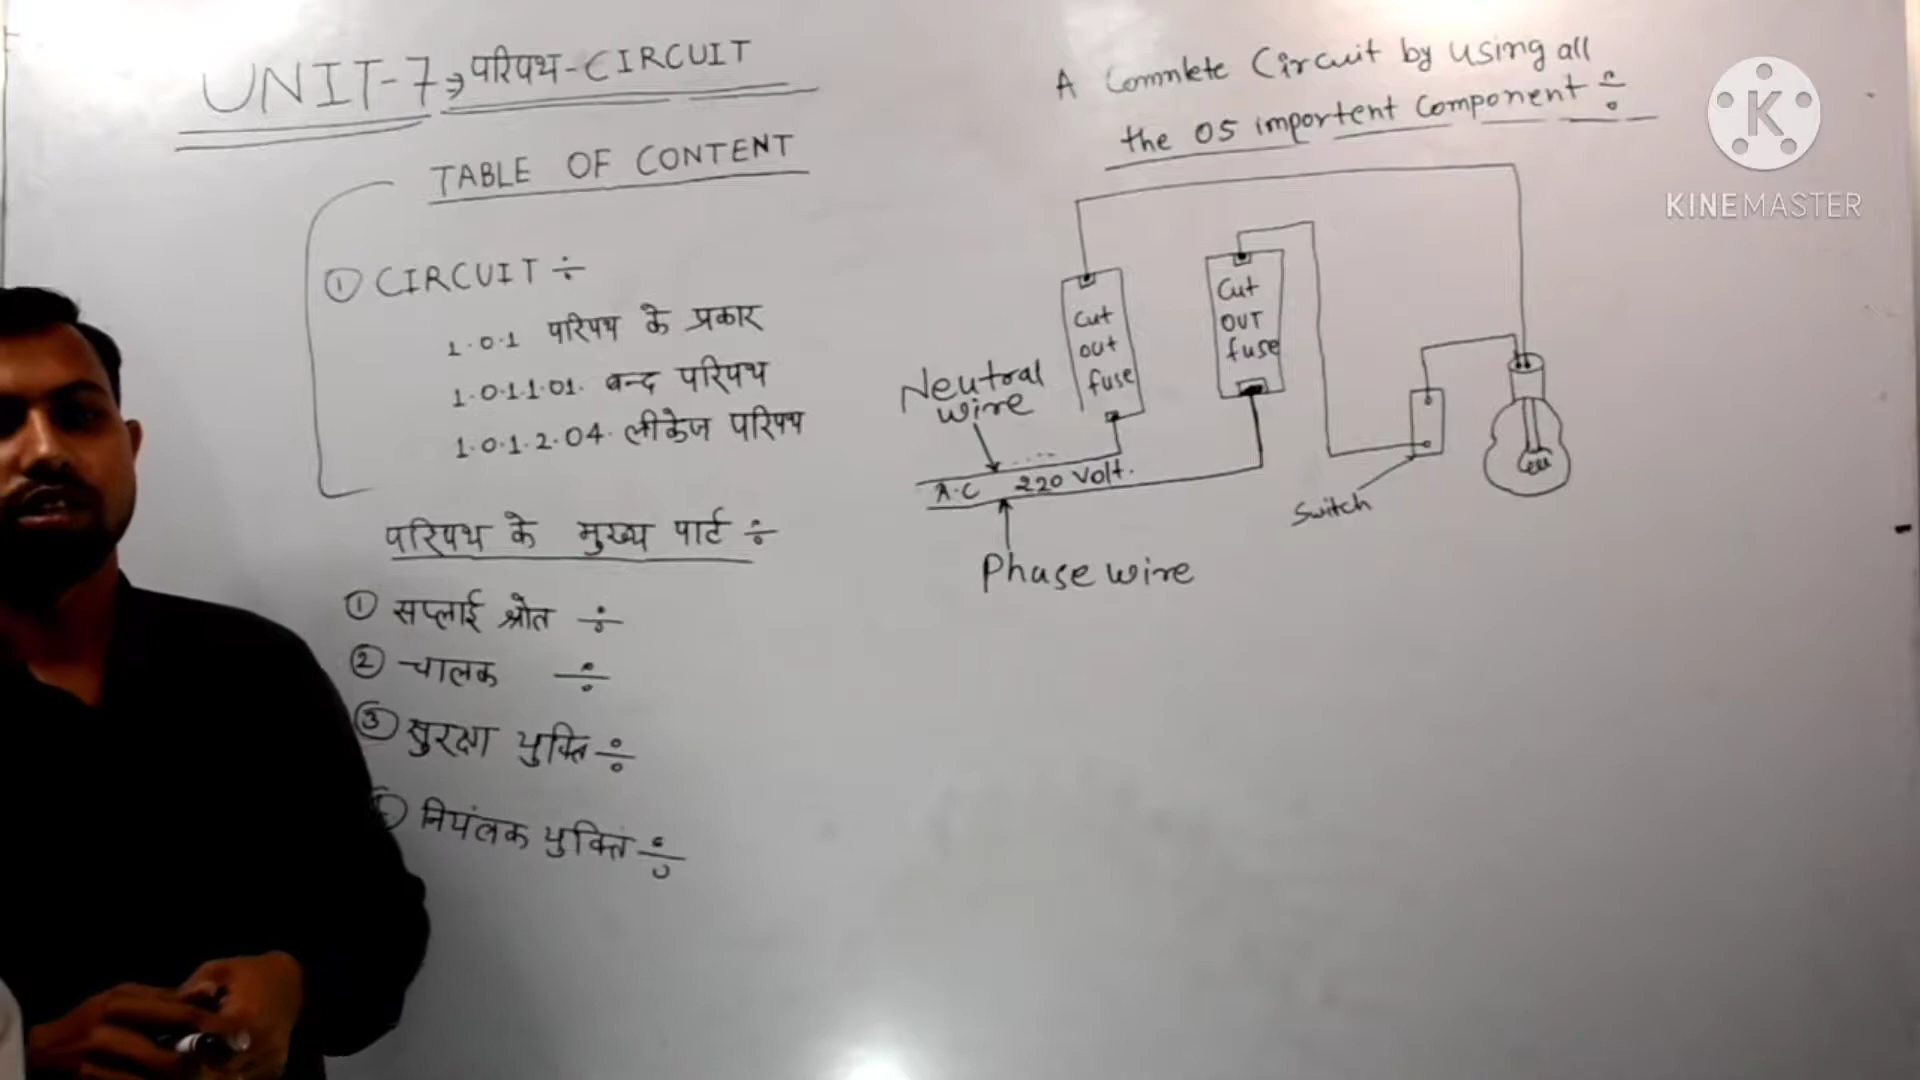 UNIT-7→परिपथ-CIRCUIT
TABLE OF CONTENT
① CIRCUIT ÷
1.0.1 परिपथ के प्रकार
1.0.1.1.01. बन्द परिपथ
1.0.1.2.04. लीकेज परिपथ
परिपथ के मुख्य पार्ट ÷
① सप्लाई श्रोत ÷
② चालक ÷
③ सुरक्षा युक्ति ÷
नियंत्रक युक्ति ÷
A Complete Circuit by using all
the 05 importent component ÷
Cut
out
fuse
Cut
OUT
fuse
Neutral
wire
A.C 220 Volt.
Phase wire
Switch
K
KINEMASTER